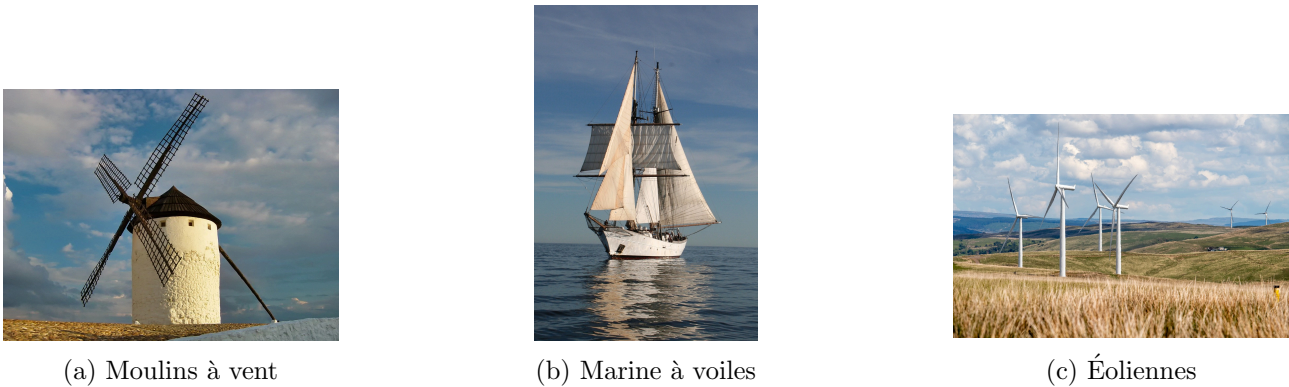 (a) Moulins à vent
(b) Marine à voiles
(c) Éoliennes